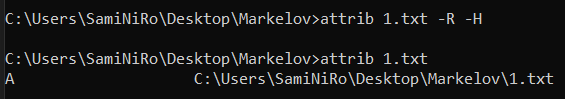 C:\Users\SamiNiRo\Desktop\Markelov>attrib 1.txt -R -H
C:\Users\SamiNiRo\Desktop\Markelov>attrib 1.txt
A                    C:\Users\SamiNiRo\Desktop\Markelov\1.txt